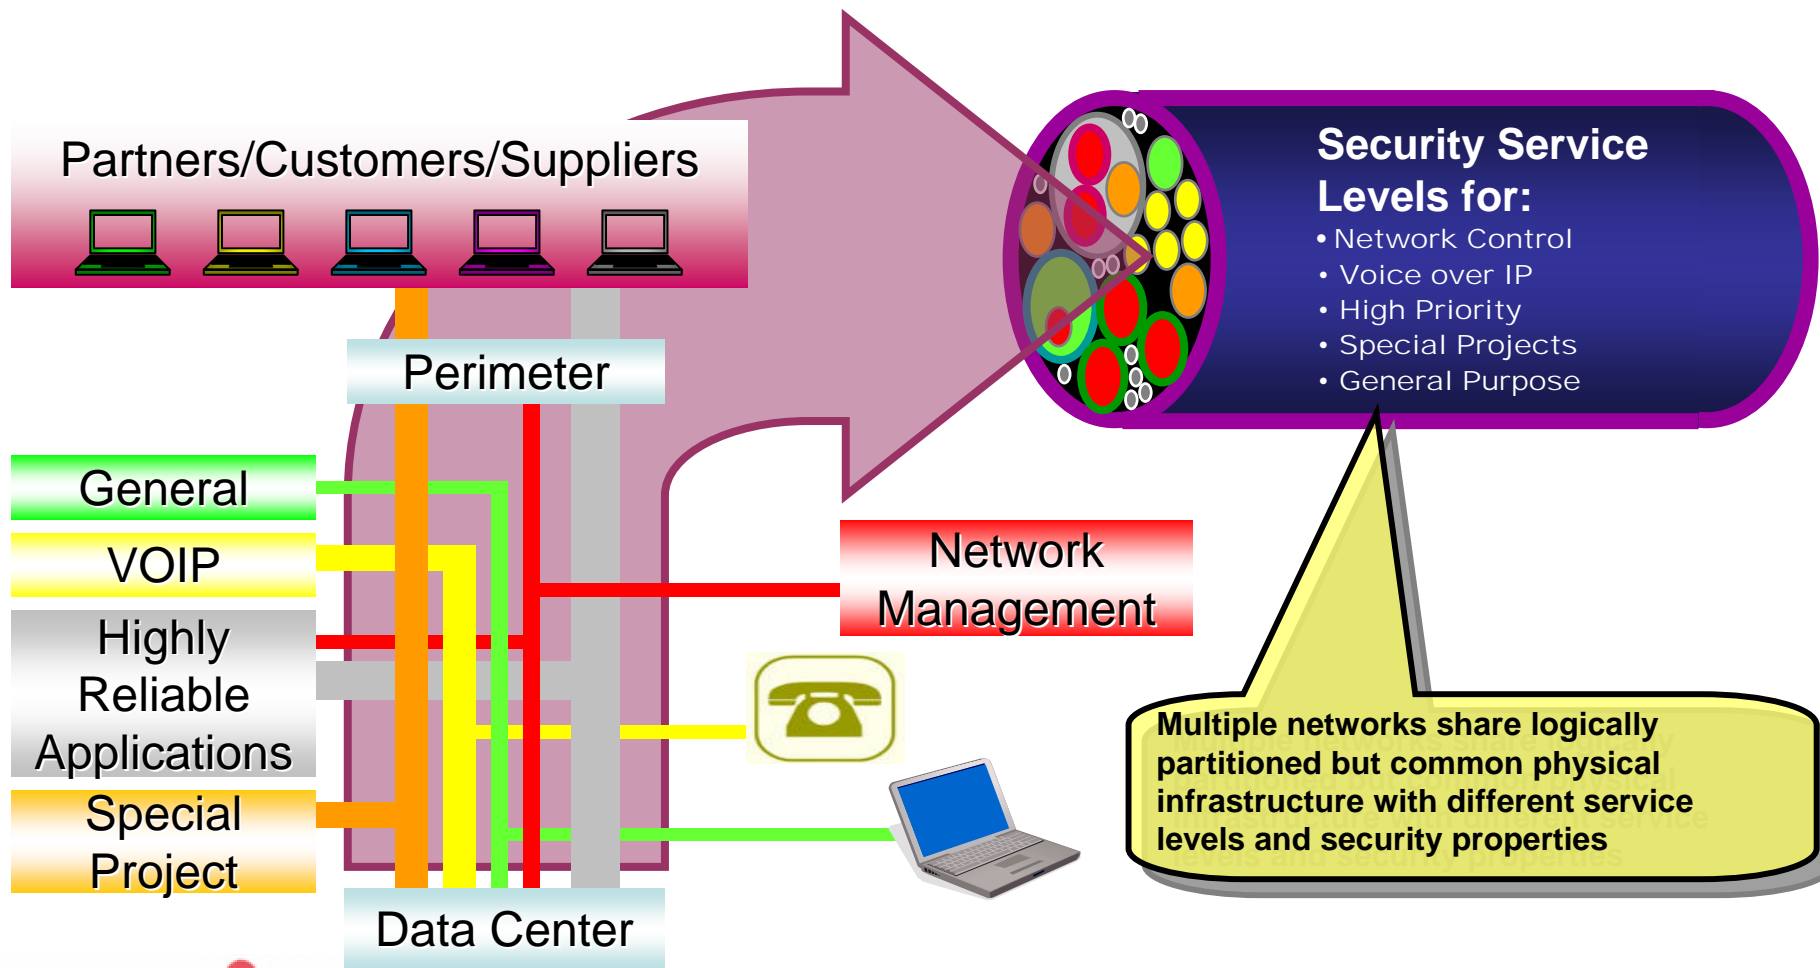 Partners/Customers/Suppliers
Perimeter
General
VOIP
Highly
Reliable
Applications
Special
Project
Data Center
Network
Management
Security Service
Levels for:
• Network Control
• Voice over IP
• High Priority
• Special Projects
• General Purpose
Multiple networks share logically
partitioned but common physical
infrastructure with different service
levels and security properties